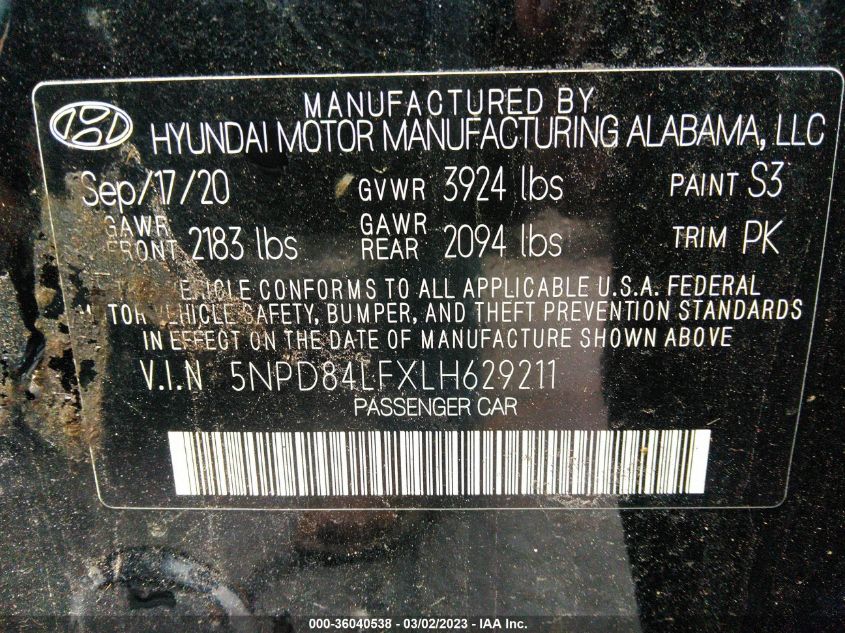 MANUFACTURED BY
HYUNDAI MOTOR MANUFACTURING ALABAMA, LLC
Sep/17/20 GVWR 3924 lbs PAINT S3
GAWR FRONT 2183 lbs GAWR REAR 2094 lbs TRIM PK
CONFORMS TO ALL APPLICABLE U.S.A. FEDERAL
VEHICLE SAFETY, BUMPER, AND THEFT PREVENTION STANDARDS
IN EFFECT ON THE DATE OF MANUFACTURE SHOWN ABOVE
V.I.N 5NPD84LFXLH629211
PASSENGER CAR
000-36040538 - 03/02/2023 - IAA Inc.